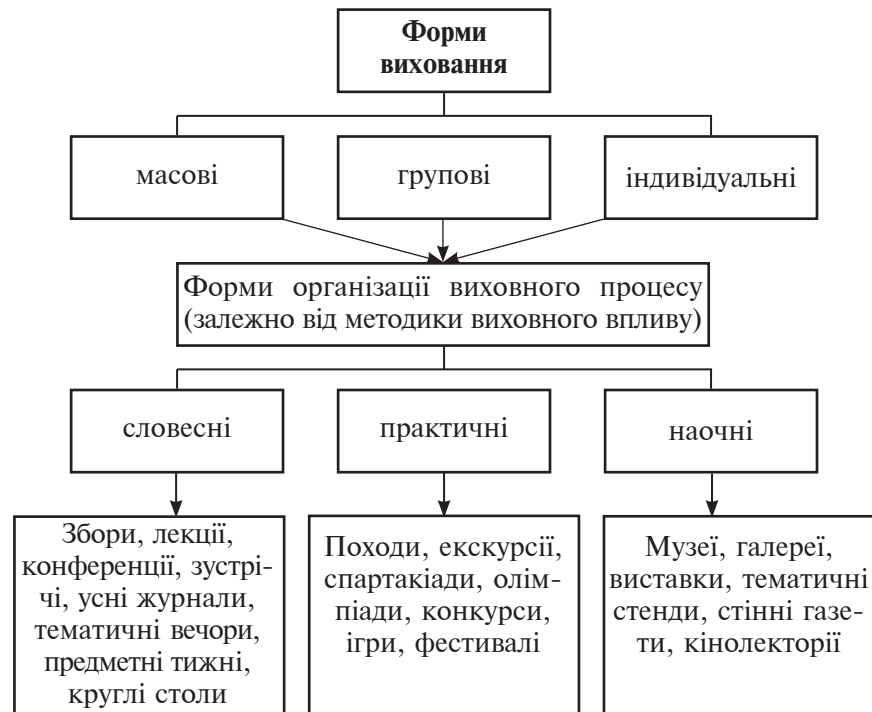 Форми
виховання
масові
групові
індивідуальні
Форми організації виховного процесу
(залежно від методики виховного впливу)
словесні
практичні
наочні
Збори, лекції,
конференції, зустрі-
чі, усні журнали,
тематичні вечори,
предметні тижні,
круглі столи
Походи, екскурсії,
спартакіади, олім-
піади, конкурси,
ігри, фестивалі
Музеї, галереї,
виставки, тематичні
стенди, стінні газе-
ти, кінолекторії